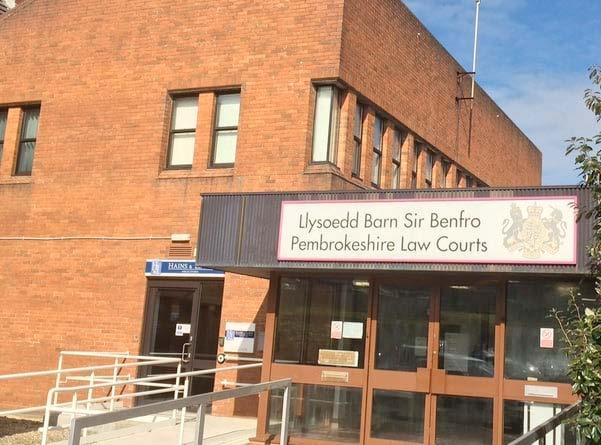 Llysoedd Barn Sir Benfro
Pembrokeshire Law Courts
HAINS &